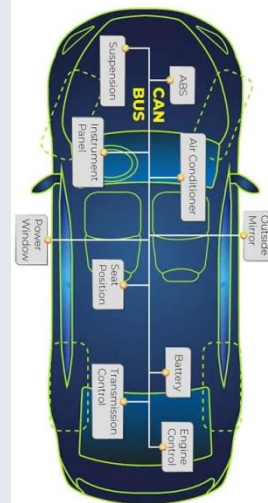 Suspension
ABS
CAN
BUS
Instrument
Panel
Air Conditioner
Outside
Mirror
Power
Window
Seat
Position
Battery
Transmission
Control
Engine
Control